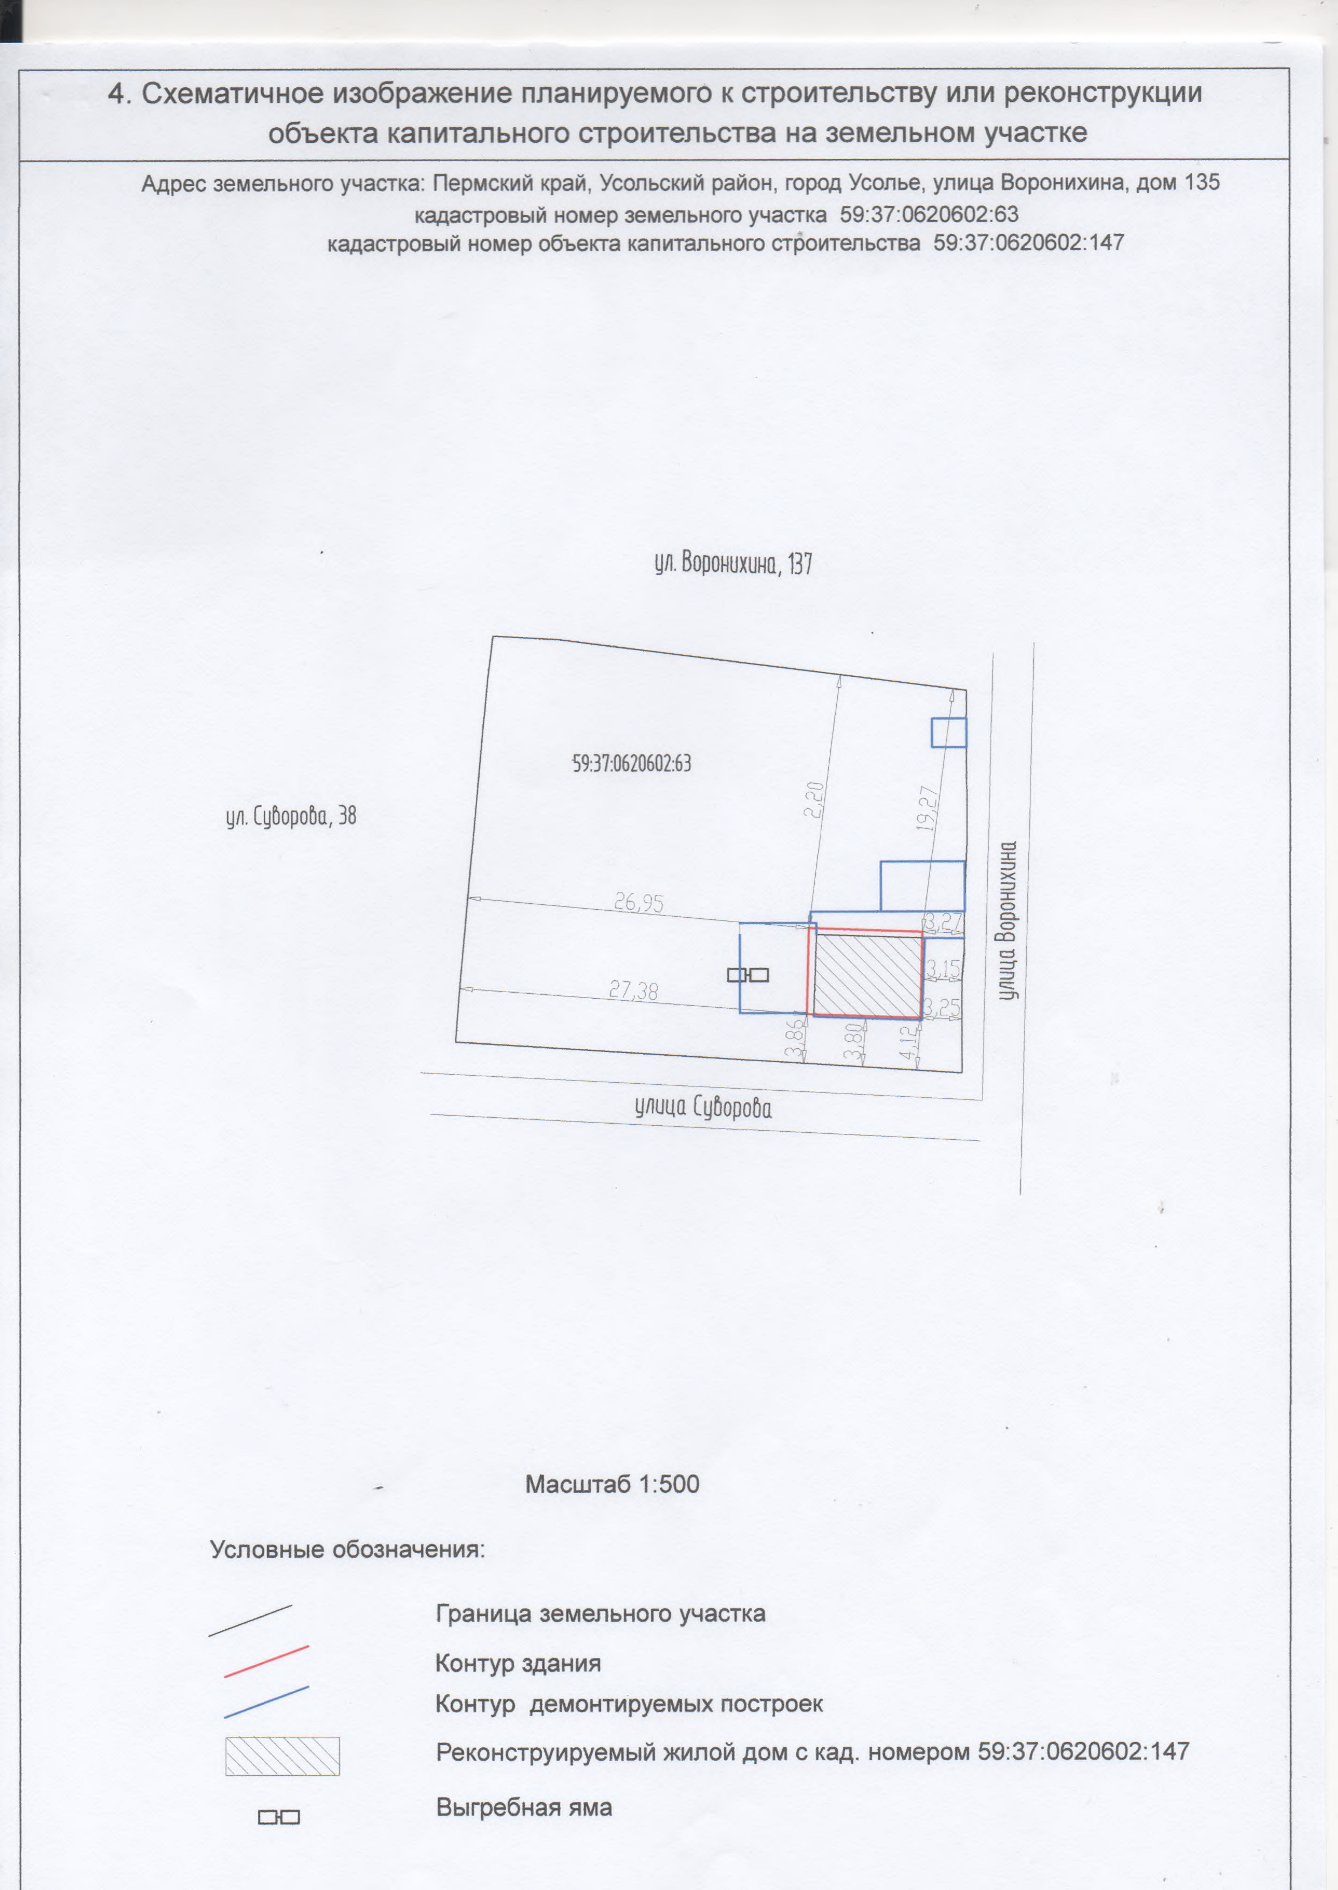 4. Схематичное изображение планируемого к строительству или реконструкции
объекта капитального строительства на земельном участке
Адрес земельного участка: Пермский край, Усольский район, город Усолье, улица Воронихина, дом 135
кадастровый номер земельного участка 59:37:0620602:63
кадастровый номер объекта капитального строительства 59:37:0620602:147
ул. Воронихина, 137
59:37:0620602:63
ул. Суворова, 38
2,20
19,27
улица Воронихина
26,95
3,27
3,15
27,38
3,25
3,86
3,80
4,12
улица Суворова
Масштаб 1:500
Условные обозначения:
Граница земельного участка
Контур здания
Контур демонтируемых построек
Реконструируемый жилой дом с кад. номером 59:37:0620602:147
Выгребная яма